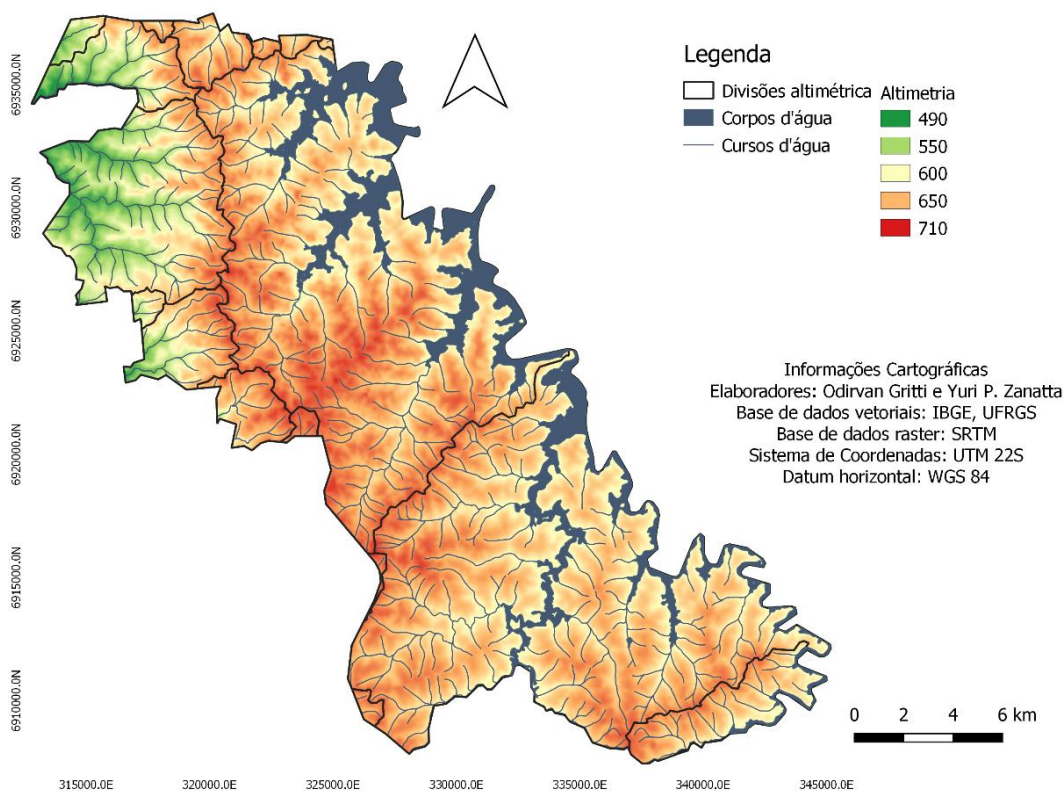 Legenda
Divisões altimétrica
Corpos d'água
Cursos d'água
Altimetria
490
550
600
650
710
Informações Cartográficas
Elaboradores: Odirvan Gritti e Yuri P. Zanatta
Base de dados vetoriais: IBGE, UFRGS
Base de dados raster: SRTM
Sistema de Coordenadas: UTM 22S
Datum horizontal: WGS 84
0 2 4 6 km
6935000.0N
6930000.0N
6925000.0N
6920000.0N
6915000.0N
6910000.0N
315000.0E 320000.0E 325000.0E 330000.0E 335000.0E 340000.0E 345000.0E